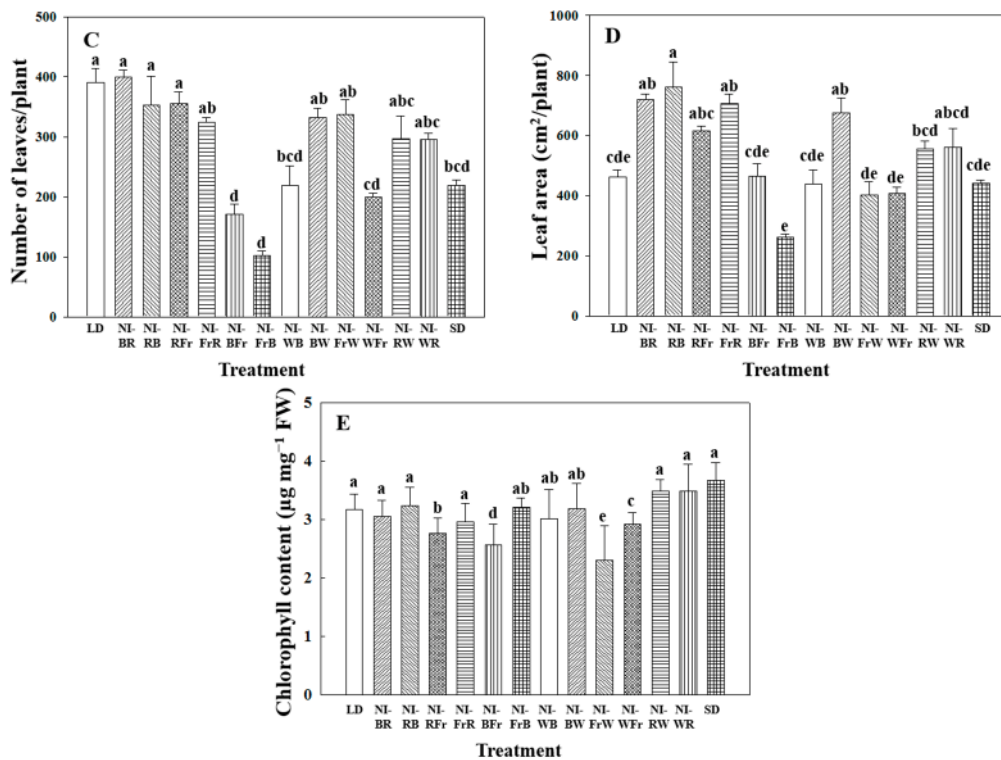 C
Number of leaves/plant
500
400
300
200
100
0
a a a a ab d d bcd ab ab cd abc abc bcd
LD NI- NI- NI- NI- NI- NI- NI- NI- NI- NI- NI- NI- SD
BR RB RFr FrR BFr FrB WB BW FrW WFr RW WR
Treatment
D
Leaf area (cm²/plant)
1000
800
600
400
200
0
cde ab a abc ab cde e cde ab de de bcd abcd cde
LD NI- NI- NI- NI- NI- NI- NI- NI- NI- NI- NI- NI- SD
BR RB RFr FrR BFr FrB WB BW FrW WFr RW WR
Treatment
E
Chlorophyll content (µg mg⁻¹ FW)
5
4
3
2
1
0
a a a b a d ab ab ab e c a a a
LD NI- NI- NI- NI- NI- NI- NI- NI- NI- NI- NI- NI- SD
BR RB RFr FrR BFr FrB WB BW FrW WFr RW WR
Treatment